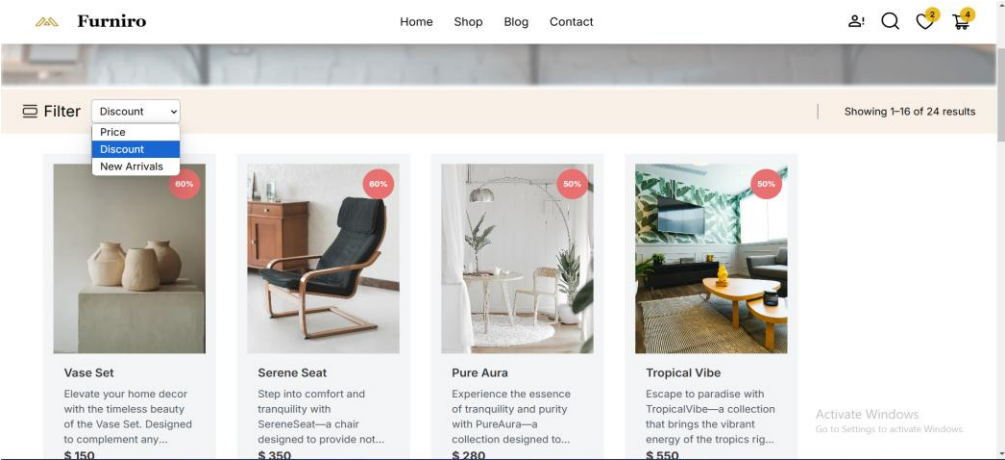 Furniro
Home Shop Blog Contact
2
4
Filter
Discount
Showing 1–16 of 24 results
Price
Discount
New Arrivals
60%
60%
50%
50%
Vase Set
Elevate your home decor
with the timeless beauty
of the Vase Set. Designed
to complement any...
$ 150
Serene Seat
Step into comfort and
tranquility with
SereneSeat—a chair
designed to provide not...
$ 350
Pure Aura
Experience the essence
of tranquility and purity
with PureAura—a
collection designed to...
$ 280
Tropical Vibe
Escape to paradise with
TropicalVibe—a collection
that brings the vibrant
energy of the tropics rig...
$ 550
Activate Windows
Go to Settings to activate Windows.